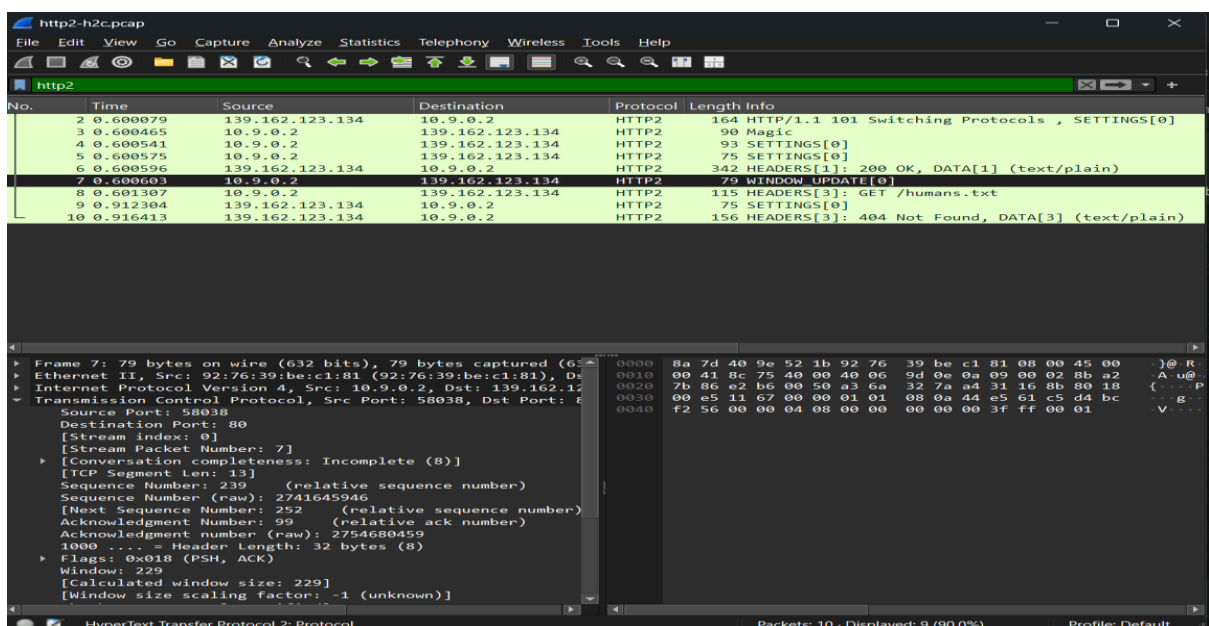 http2-h2c.pcap
File Edit View Go Capture Analyze Statistics Telephony Wireless Tools Help
http2
No. Time Source Destination Protocol Length Info
2 0.600079 139.162.123.134 10.9.0.2 HTTP2 164 HTTP/1.1 101 Switching Protocols , SETTINGS[0]
3 0.600465 10.9.0.2 139.162.123.134 HTTP2 90 Magic
4 0.600541 10.9.0.2 139.162.123.134 HTTP2 93 SETTINGS[0]
5 0.600575 10.9.0.2 139.162.123.134 HTTP2 75 SETTINGS[0]
6 0.600596 139.162.123.134 10.9.0.2 HTTP2 342 HEADERS[1]: 200 OK, DATA[1] (text/plain)
7 0.600603 10.9.0.2 139.162.123.134 HTTP2 79 WINDOW_UPDATE[0]
8 0.601307 10.9.0.2 139.162.123.134 HTTP2 115 HEADERS[3]: GET /humans.txt
9 0.912304 139.162.123.134 10.9.0.2 HTTP2 75 SETTINGS[0]
10 0.916413 139.162.123.134 10.9.0.2 HTTP2 156 HEADERS[3]: 404 Not Found, DATA[3] (text/plain)
Frame 7: 79 bytes on wire (632 bits), 79 bytes captured (63
Ethernet II, Src: 92:76:39:be:c1:81 (92:76:39:be:c1:81), Ds
Internet Protocol Version 4, Src: 10.9.0.2, Dst: 139.162.12
Transmission Control Protocol, Src Port: 58038, Dst Port: 8
Source Port: 58038
Destination Port: 80
[Stream index: 0]
[Stream Packet Number: 7]
[Conversation completeness: Incomplete (8)]
[TCP Segment Len: 13]
Sequence Number: 239 (relative sequence number)
Sequence Number (raw): 2741645946
[Next Sequence Number: 252 (relative sequence number)
Acknowledgment Number: 99 (relative ack number)
Acknowledgment number (raw): 2754680459
1000 .... = Header Length: 32 bytes (8)
Flags: 0x018 (PSH, ACK)
Window: 229
[Calculated window size: 229]
[Window size scaling factor: -1 (unknown)]
0000 8a 7d 40 9e 52 1b 92 76 39 be c1 81 08 00 45 00 ·}@·R·
0010 00 41 8c 75 40 00 40 06 9d 0e 0a 09 00 02 8b a2 ·A·u@·
0020 7b 86 e2 b6 00 50 a3 6a 32 7a a4 31 16 8b 80 18 {····P
0030 00 e5 11 67 00 00 01 01 08 0a 44 e5 61 c5 d4 bc ···g··
0040 f2 56 00 00 04 08 00 00 00 00 00 3f ff 00 01 ·V····
HyperText Transfer Protocol 2: Protocol Packets: 10 · Displayed: 9 (90.0%) Profile: Default